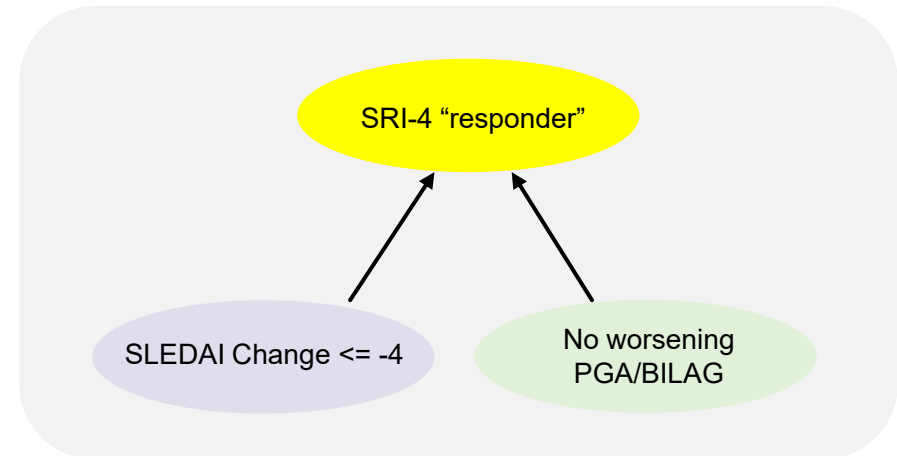 SRI-4 “responder”
SLEDAI Change <= -4
No worsening
PGA/BILAG